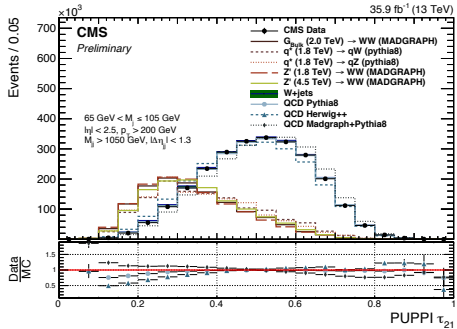 35.9 fb⁻¹ (13 TeV)
×10³
CMS
Preliminary
Events / 0.05
CMS Data
G_Bulk (2.0 TeV) → WW (MADGRAPH)
q* (1.8 TeV) → qW (pythia8)
q* (1.8 TeV) → qZ (pythia8)
Z' (1.8 TeV) → WW (MADGRAPH)
Z' (4.5 TeV) → WW (MADGRAPH)
W+jets
QCD Pythia8
QCD Herwig++
QCD Madgraph+Pythia8
65 GeV < M_j ≤ 105 GeV
|η| < 2.5, p_T > 200 GeV
M_jj > 1050 GeV, |Δη_jj| < 1.3
700
600
500
400
300
200
100
Data
MC
1.5
1
0.5
0 0.2 0.4 0.6 0.8 1
PUPPI τ₂₁